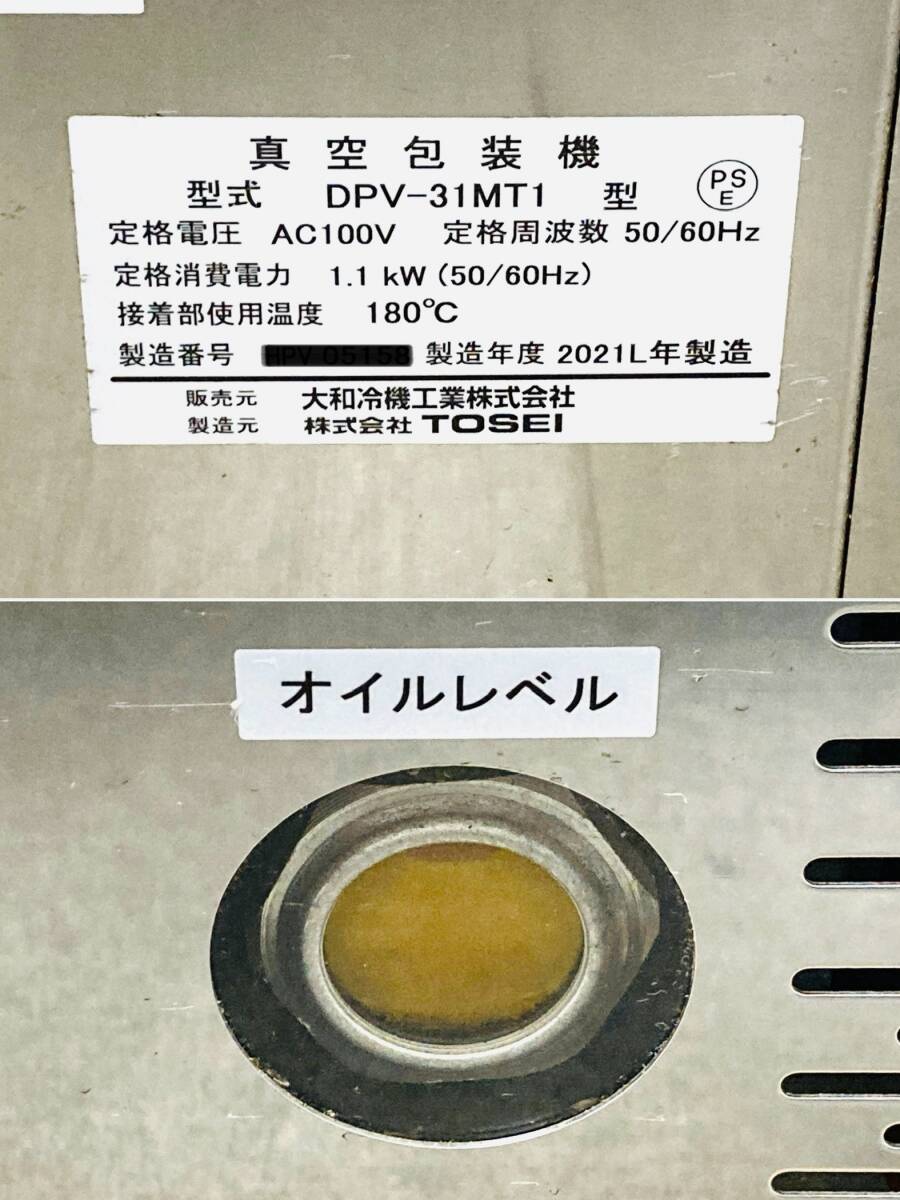 真空包装機
型式 DPV-31MT1 型 PSE
定格電圧 AC100V 定格周波数 50/60Hz
定格消費電力 1.1 kW (50/60Hz)
接着部使用温度 180℃
製造番号 製造年度 2021L年製造
販売元 大和冷機工業株式会社
製造元 株式会社 TOSEI
オイルレベル